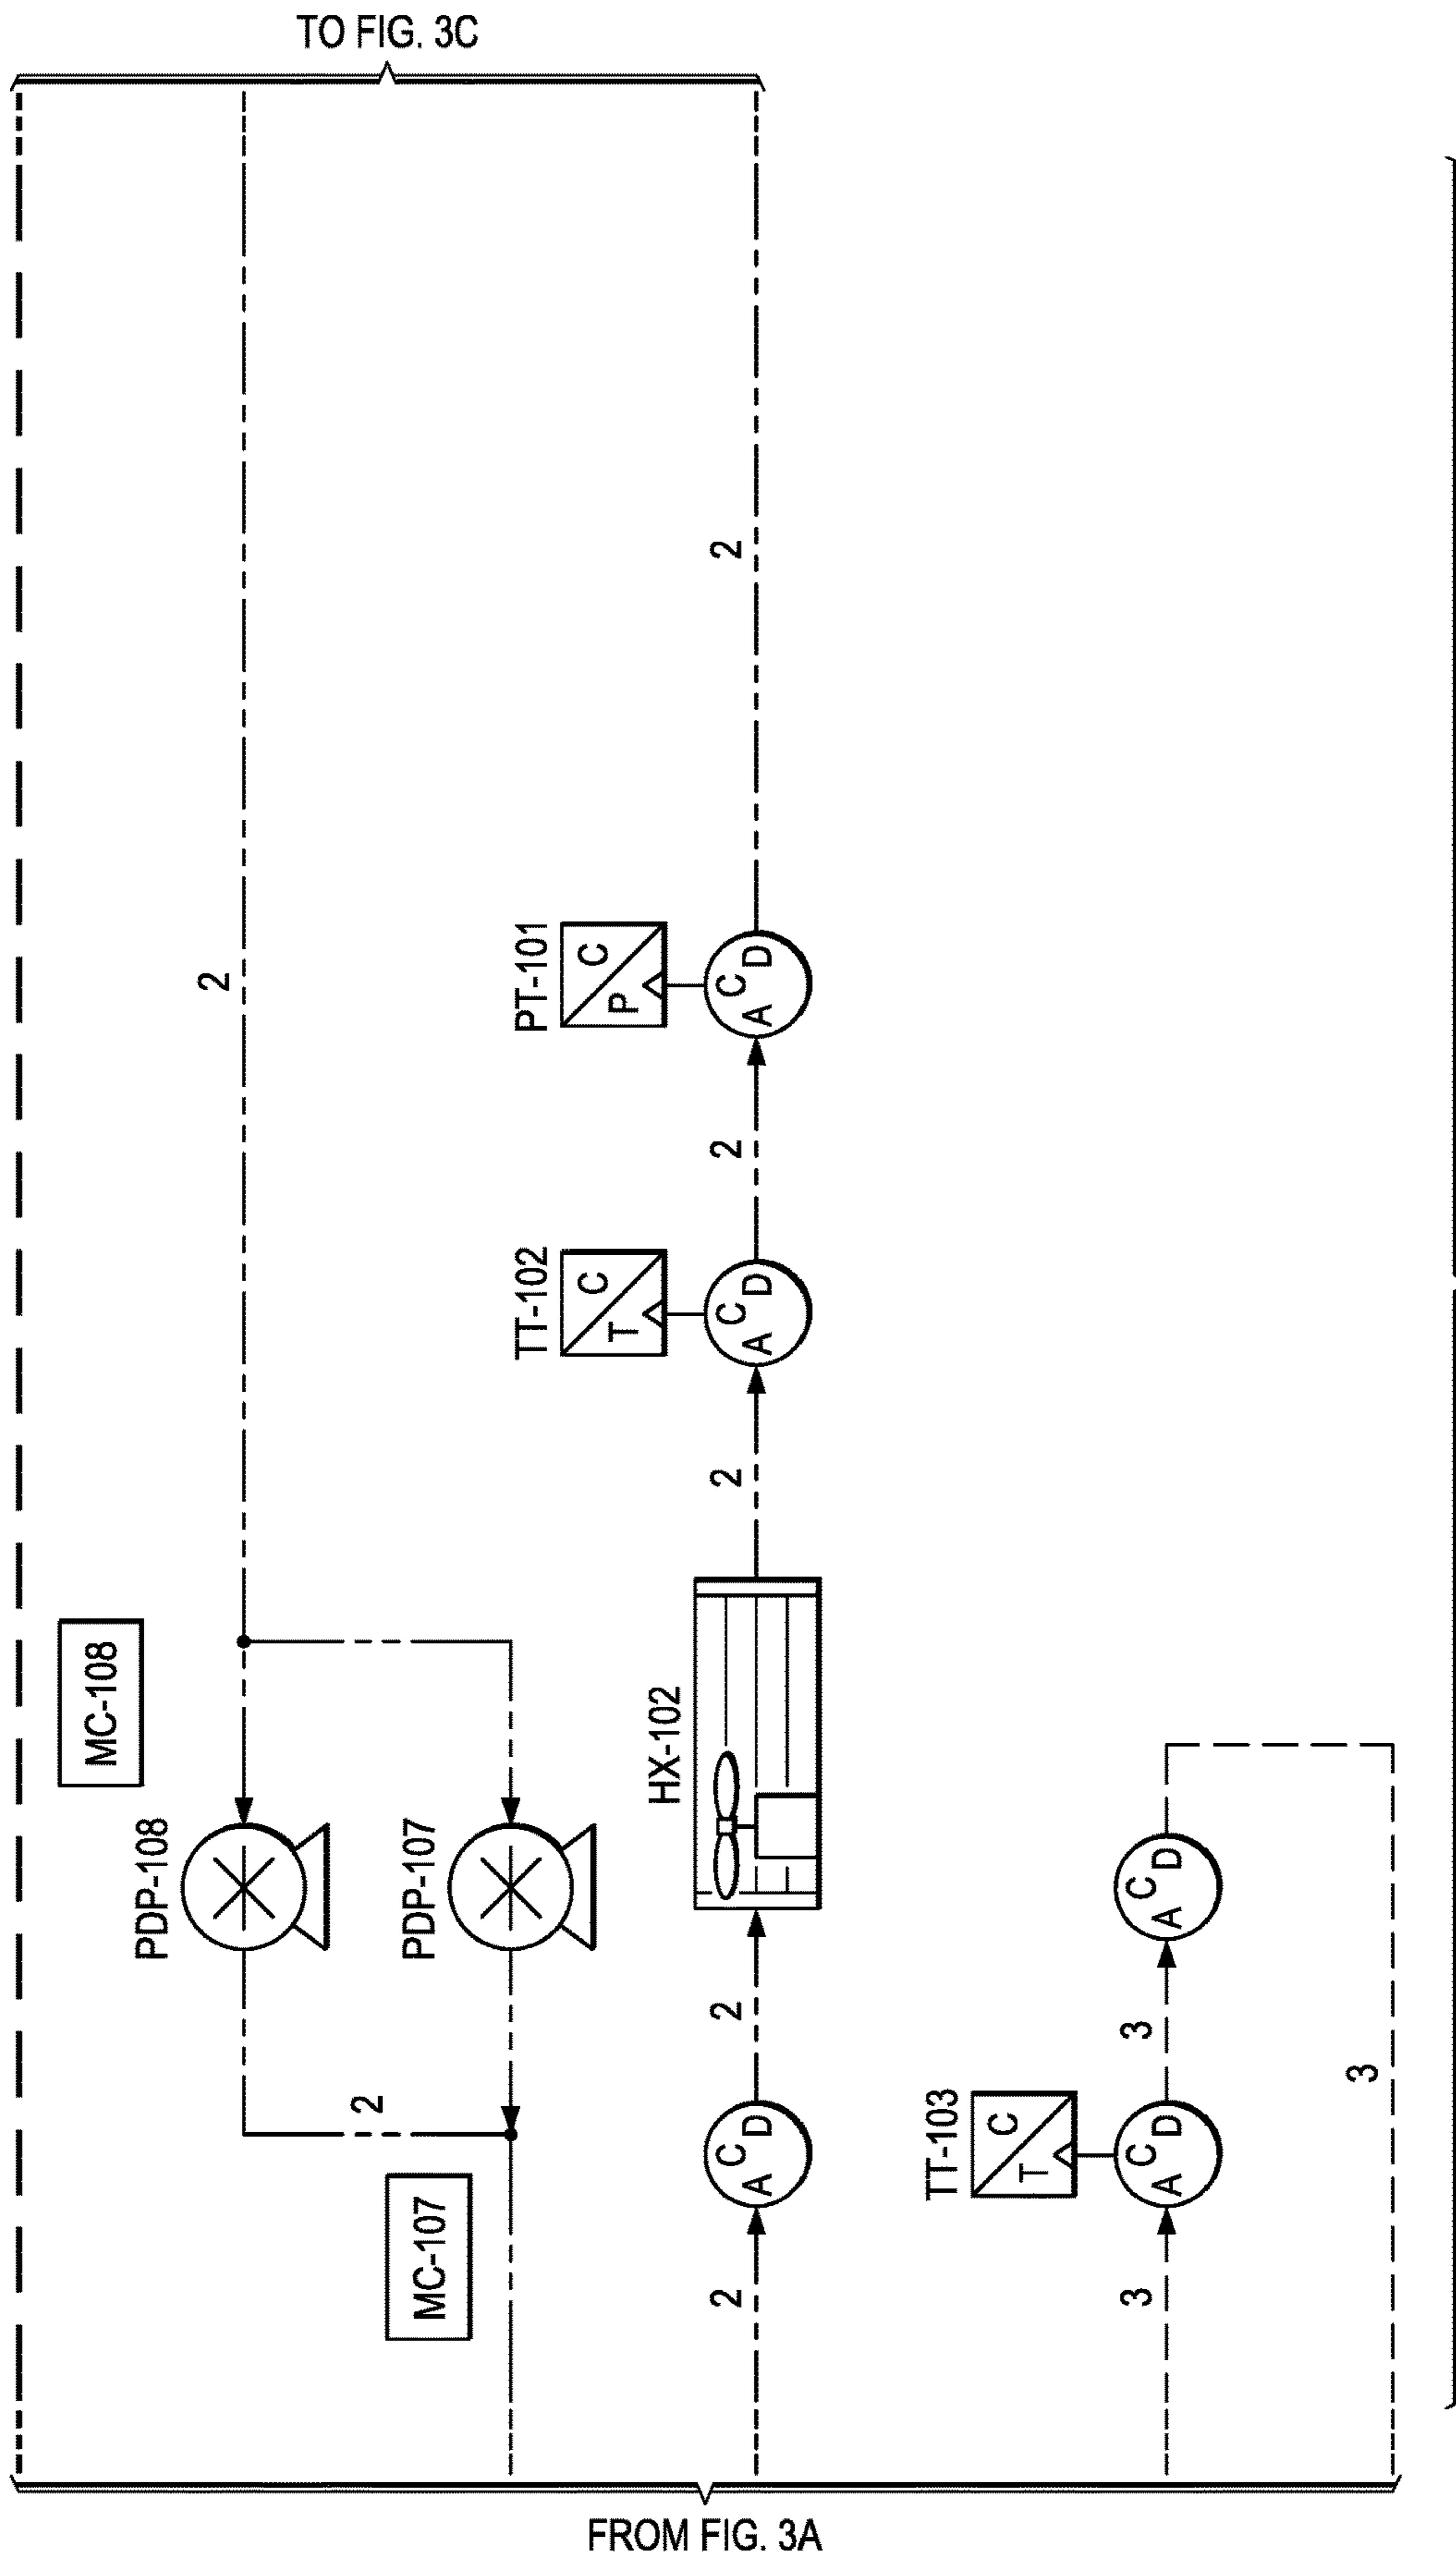 TO FIG. 3C
2
2
PT-101
C
P
C
A D
2
TT-102
C
T
C
A D
2
MC-108
HX-102
PDP-108
PDP-107
C
A D
2
3
3
2
TT-103
C
T
C
A D
C
A D
MC-107
2
3
FROM FIG. 3A